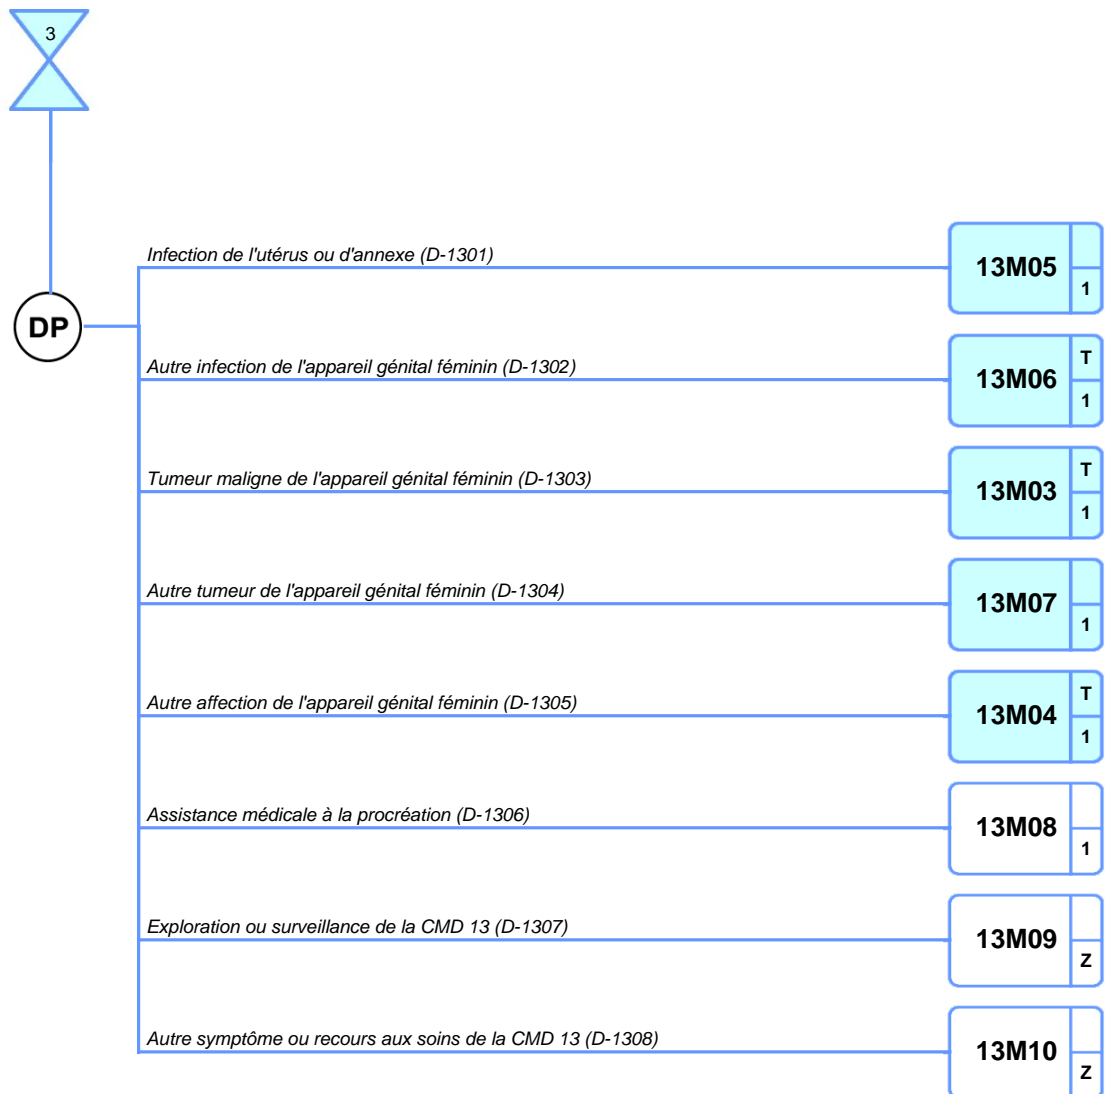 3
Infection de l'utérus ou d'annexe (D-1301)
13M05
1
DP
Autre infection de l'appareil génital féminin (D-1302)
T
13M06
1
Tumeur maligne de l'appareil génital féminin (D-1303)
T
13M03
1
Autre tumeur de l'appareil génital féminin (D-1304)
13M07
1
Autre affection de l'appareil génital féminin (D-1305)
T
13M04
1
Assistance médicale à la procréation (D-1306)
13M08
1
Exploration ou surveillance de la CMD 13 (D-1307)
13M09
Z
Autre symptôme ou recours aux soins de la CMD 13 (D-1308)
13M10
Z